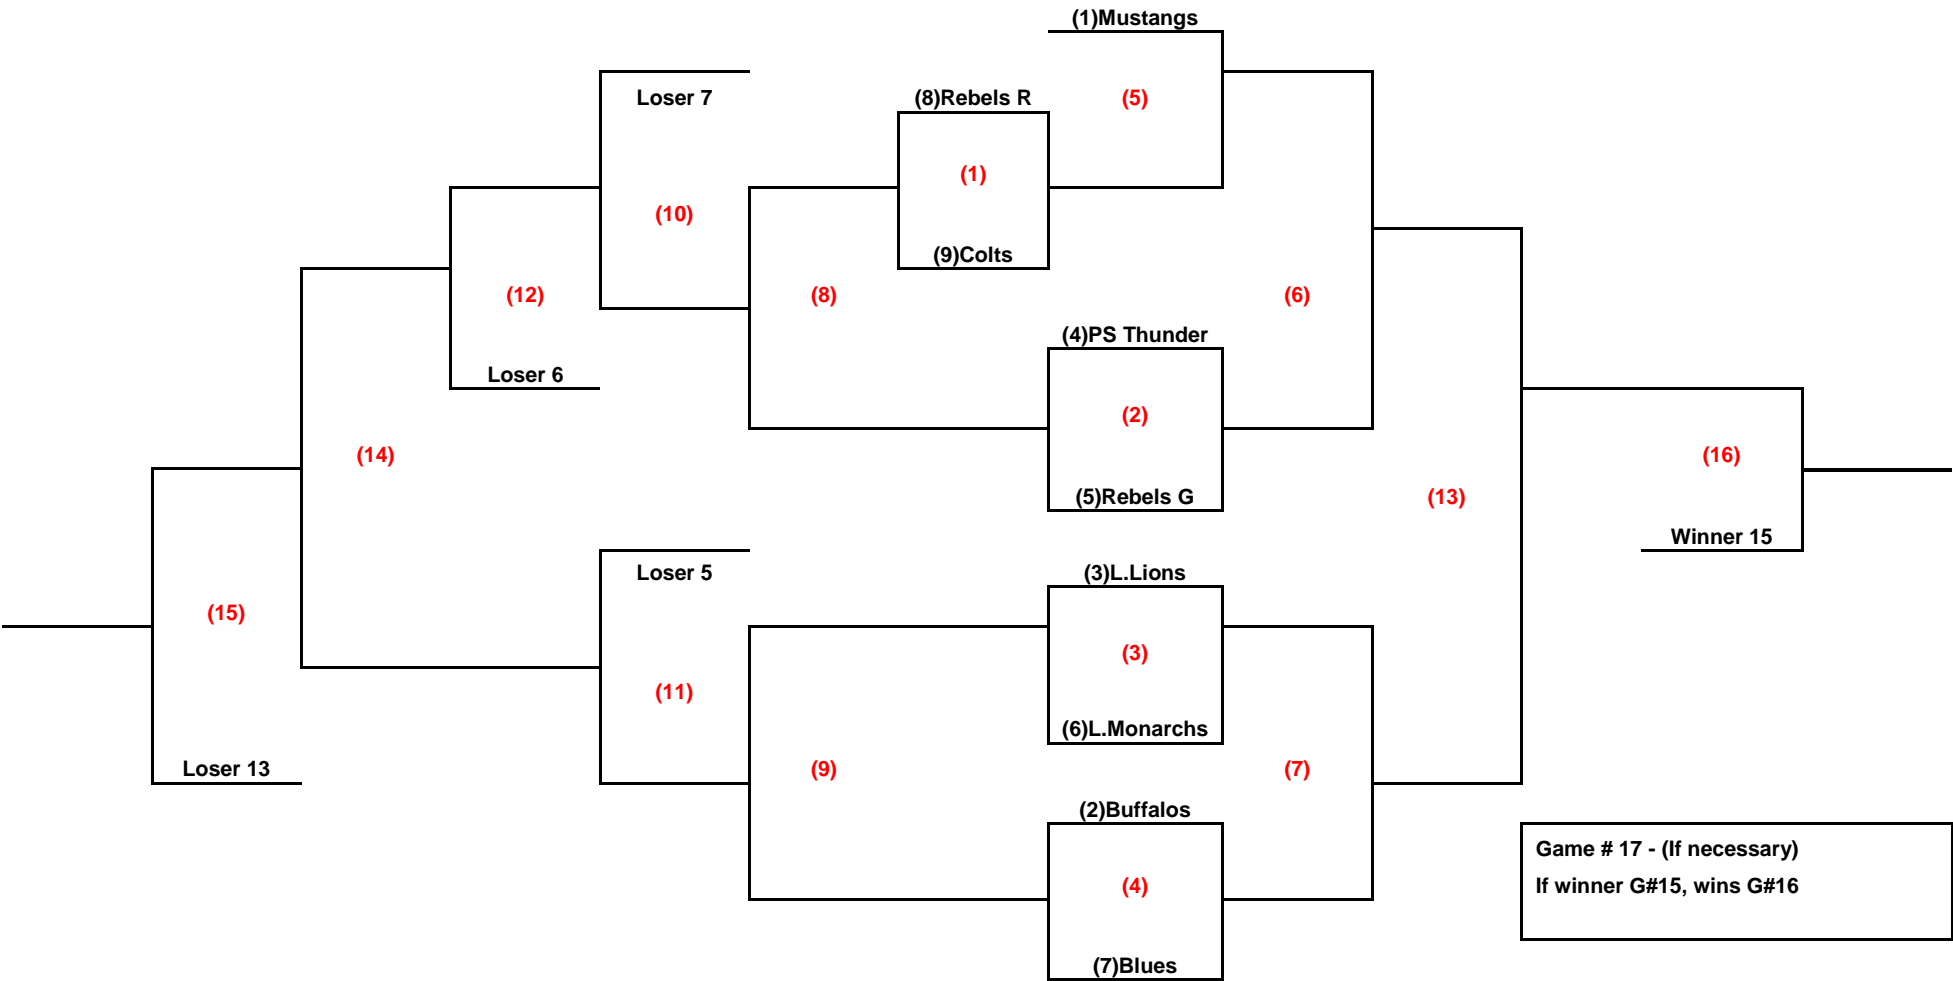 (1)Mustangs
Loser 7
(8)Rebels R
(5)
(1)
(10)
(9)Colts
(12)
(8)
(6)
(4)PS Thunder
Loser 6
(2)
(14)
(16)
(5)Rebels G
(13)
Winner 15
Loser 5
(3)L.Lions
(15)
(3)
(11)
(6)L.Monarchs
Loser 13
(9)
(7)
(2)Buffalos
Game # 17 - (If necessary)
If winner G#15, wins G#16
(4)
(7)Blues